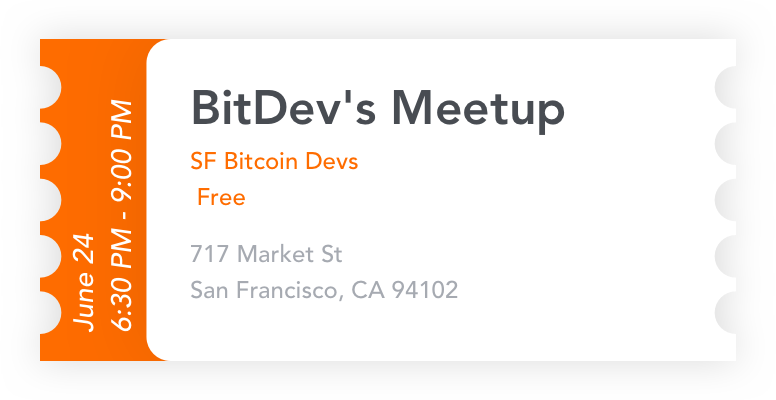 June 24
6:30 PM - 9:00 PM
BitDev's Meetup
SF Bitcoin Devs
Free
717 Market St
San Francisco, CA 94102